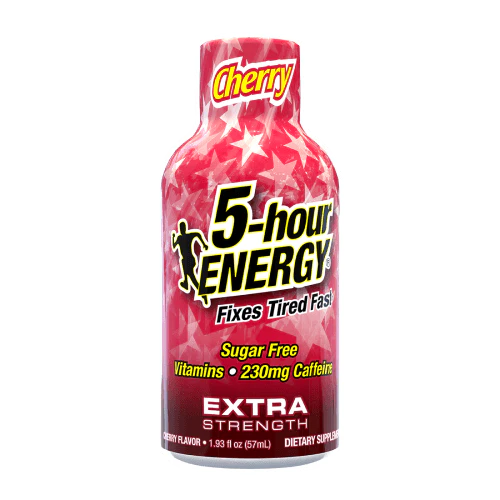 Cherry
5-hour
ENERGY®
Fixes Tired Fast
Sugar Free
Vitamins • 230mg Caffeine
EXTRA
STRENGTH
CHERRY FLAVOR • 1.93 fl oz (57mL) DIETARY SUPPLEMENT